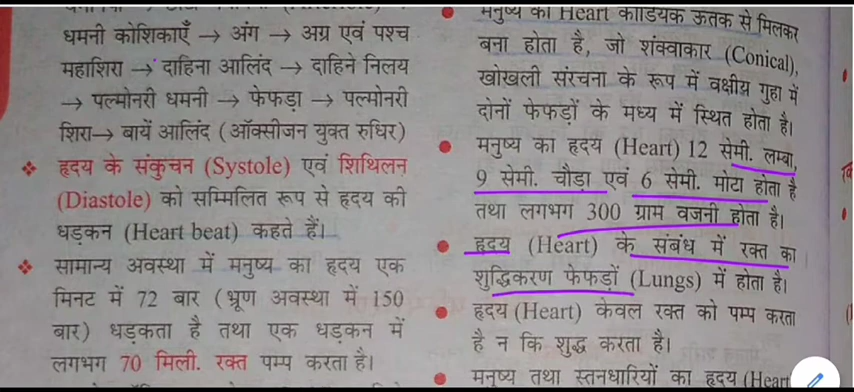 धमनी कोशिकाएँ → अंग → अग्र एवं पश्च
महाशिरा → दाहिना आलिंद → दाहिने निलय
→ पल्मोनरी धमनी → फेफड़ा → पल्मोनरी
शिरा→ बायें आलिंद (ऑक्सीजन युक्त रुधिर)
❖ हृदय के संकुचन (Systole) एवं शिथिलन
(Diastole) को सम्मिलित रूप से हृदय की
धड़कन (Heart beat) कहते हैं।
❖ सामान्य अवस्था में मनुष्य का हृदय एक
मिनट में 72 बार (भ्रूण अवस्था में 150
बार) धड़कता है तथा एक धड़कन में
लगभग 70 मिली. रक्त पम्प करता है।
● मनुष्य का Heart कार्डियक ऊतक से मिलकर
बना होता है, जो शंक्वाकार (Conical),
खोखली संरचना के रूप में वक्षीय गुहा में
दोनों फेफड़ों के मध्य में स्थित होता है।
● मनुष्य का हृदय (Heart) 12 सेमी. लम्बा,
9 सेमी. चौड़ा एवं 6 सेमी. मोटा होता है
तथा लगभग 300 ग्राम वजनी होता है।
● हृदय (Heart) के संबंध में रक्त का
शुद्धिकरण फेफड़ों (Lungs) में होता है।
● हृदय (Heart) केवल रक्त को पम्प करता
है न कि शुद्ध करता है।
● मनुष्य तथा स्तनधारियों का हृदय (Heart